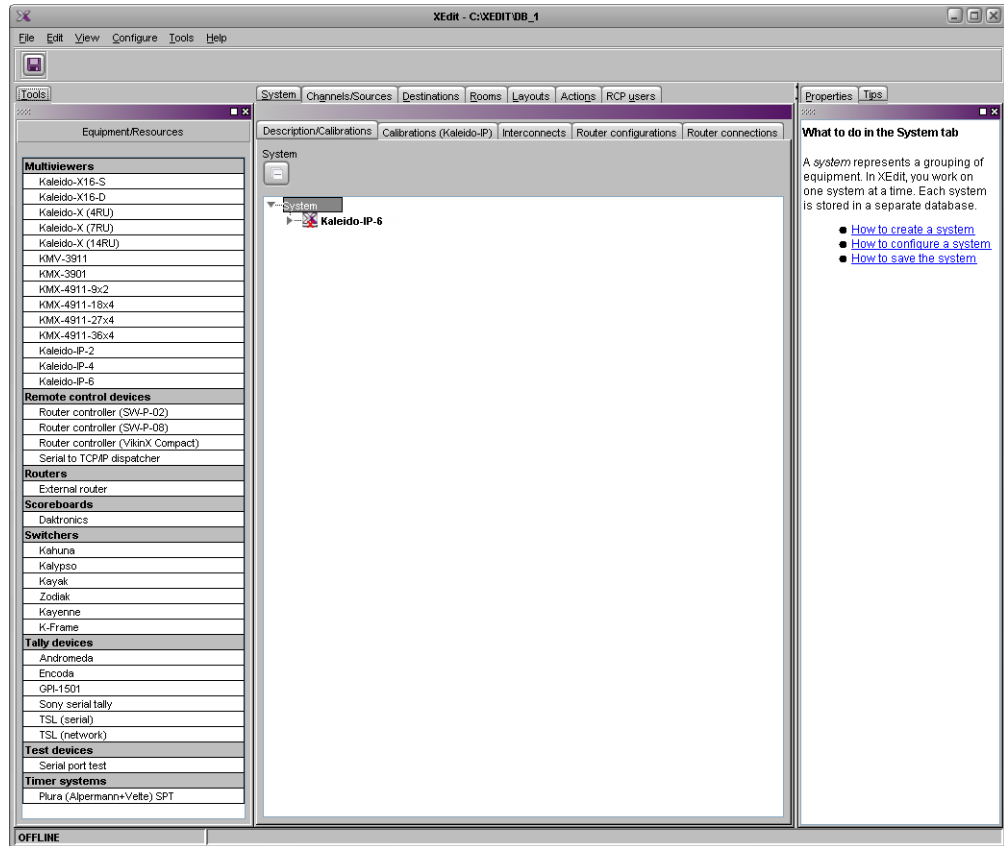 XEdit - C:\XEDIT\DB_1
File Edit View Configure Tools Help
Tools
Equipment/Resources
Multiviewers
Kaleido-X16-S
Kaleido-X16-D
Kaleido-X (4RU)
Kaleido-X (7RU)
Kaleido-X (14RU)
KMV-3911
KMX-3901
KMX-4911-9x2
KMX-4911-18x4
KMX-4911-27x4
KMX-4911-36x4
Kaleido-IP-2
Kaleido-IP-4
Kaleido-IP-6
Remote control devices
Router controller (SW-P-02)
Router controller (SW-P-08)
Router controller (VikinX Compact)
Serial to TCP/IP dispatcher
Routers
External router
Scoreboards
Daktronics
Switchers
Kahuna
Kalypso
Kayak
Zodiak
Kayenne
K-Frame
Tally devices
Andromeda
Encoda
GPI-1501
Sony serial tally
TSL (serial)
TSL (network)
Test devices
Serial port test
Timer systems
Plura (Alpermann+Velte) SPT
System Channels/Sources Destinations Rooms Layouts Actions RCP users
Description/Calibrations Calibrations (Kaleido-IP) Interconnects Router configurations Router connections
System
System
Kaleido-IP-6
Properties Tips
What to do in the System tab
A system represents a grouping of
equipment. In XEdit, you work on
one system at a time. Each system
is stored in a separate database.
How to create a system
How to configure a system
How to save the system
OFFLINE